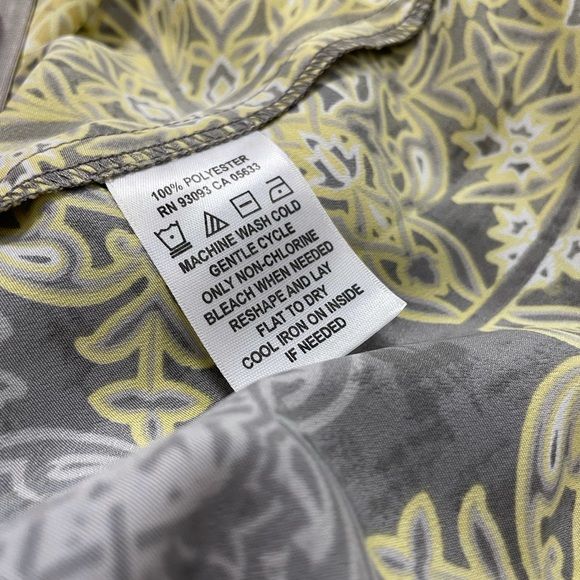 100% POLYESTER
RN 93093 CA 05633
MACHINE WASH COLD
GENTLE CYCLE
ONLY NON-CHLORINE
BLEACH WHEN NEEDED
RESHAPE AND LAY
FLAT TO DRY
COOL IRON ON INSIDE
IF NEEDED